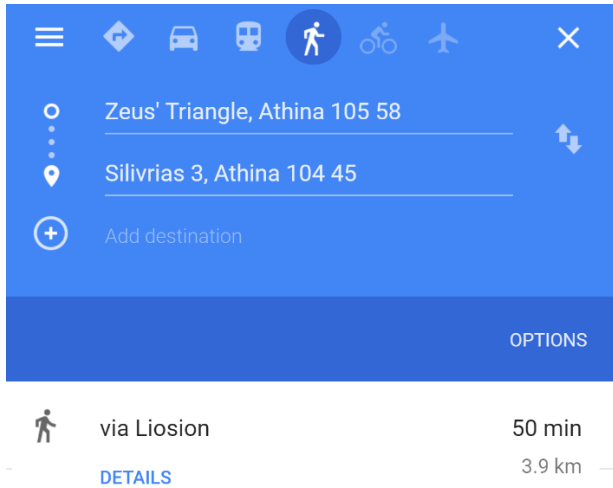 Zeus' Triangle, Athina 105 58
Silivrias 3, Athina 104 45
Add destination
OPTIONS
via Liosion 50 min
DETAILS 3.9 km